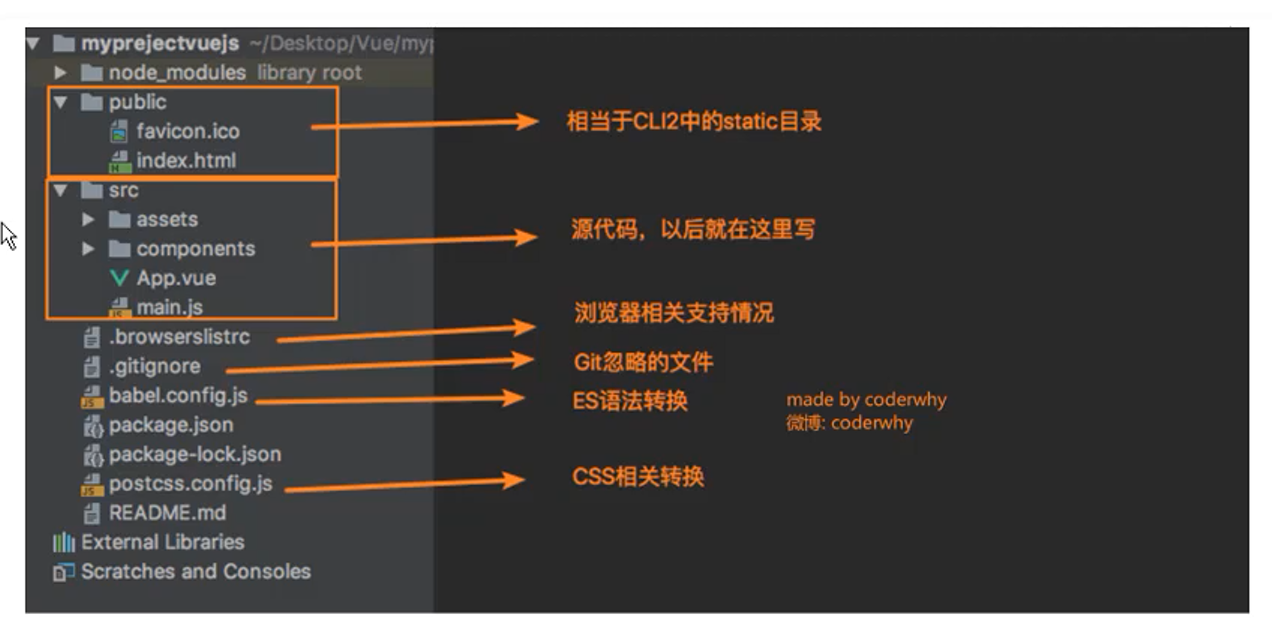 myprejectvuejs ~/Desktop/Vue/myp
node_modules library root
public
favicon.ico
index.html
相当于CLI2中的static目录
src
assets
components
App.vue
main.js
源代码，以后就在这里写
.browserslistrc
浏览器相关支持情况
.gitignore
Git忽略的文件
babel.config.js
ES语法转换
made by coderwhy
微博: coderwhy
package.json
package-lock.json
postcss.config.js
CSS相关转换
README.md
External Libraries
Scratches and Consoles